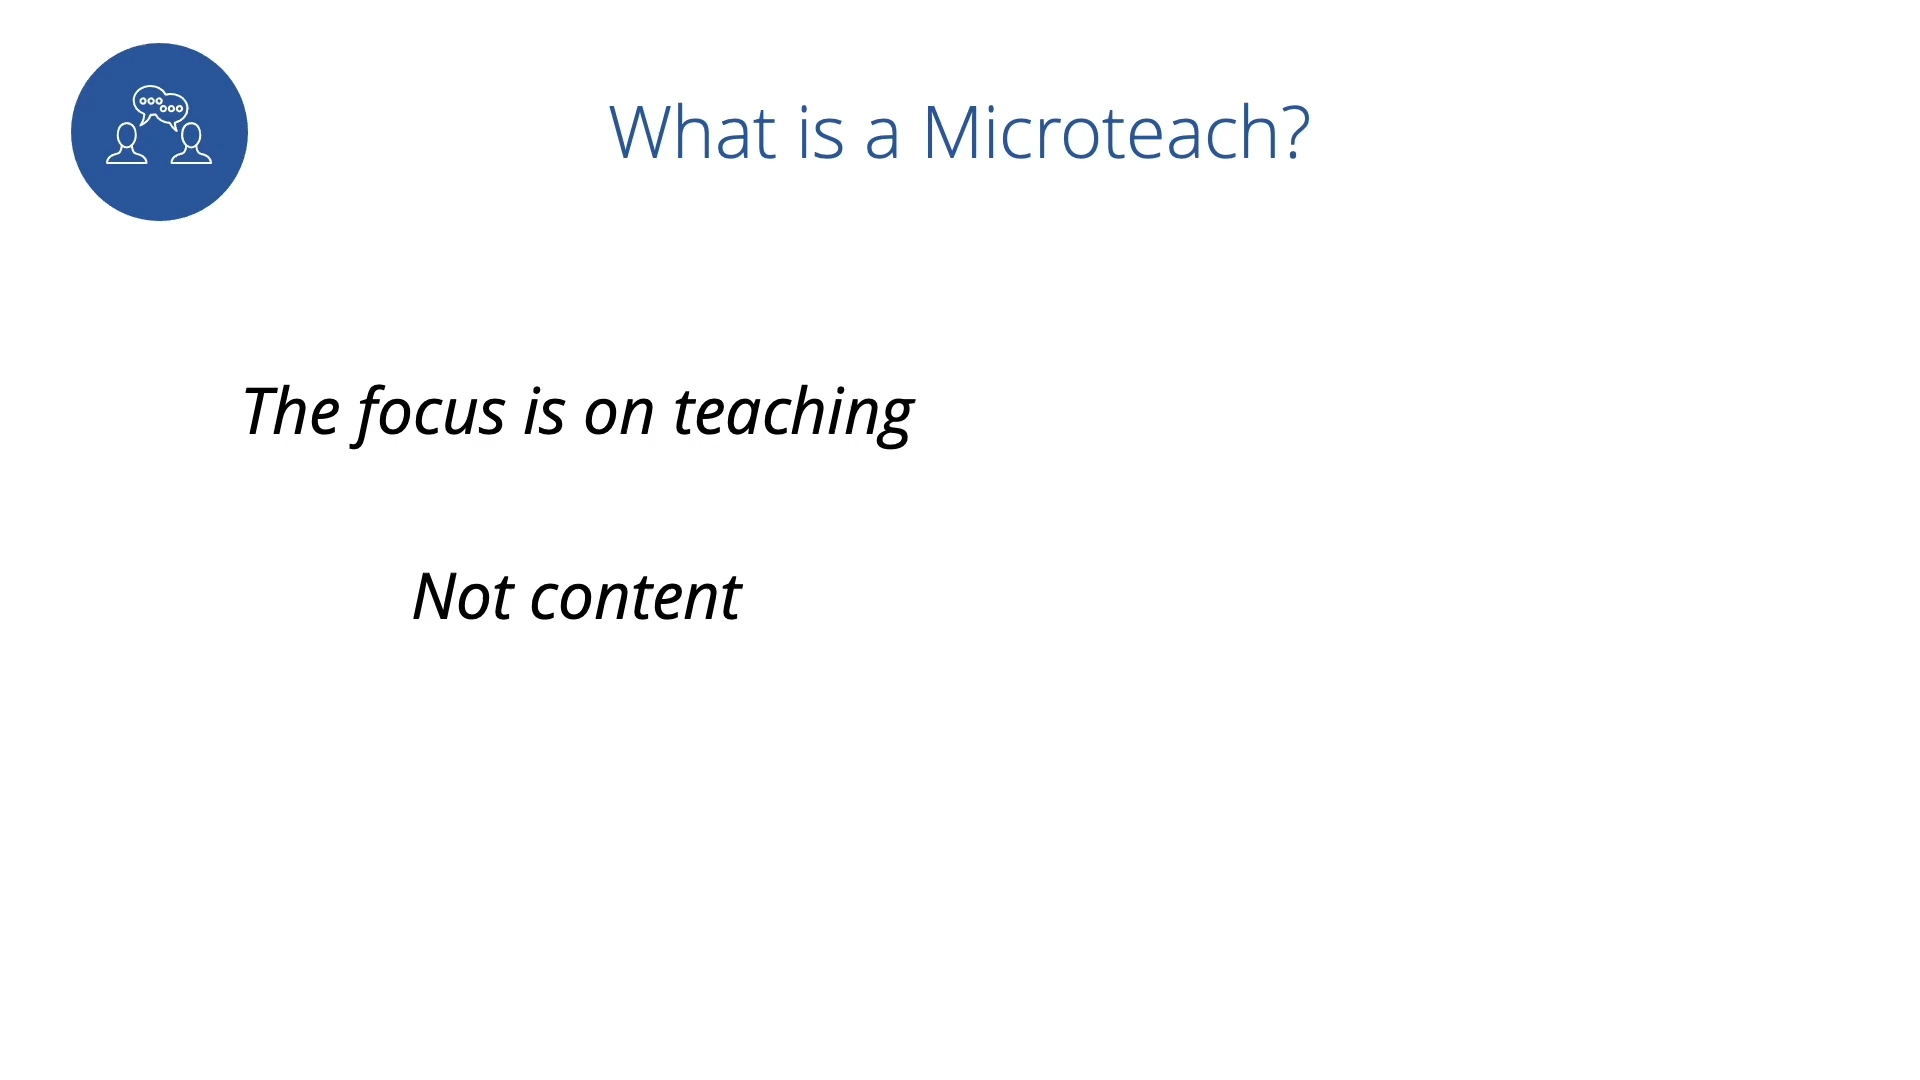 What is a Microteach?
The focus is on teaching
Not content